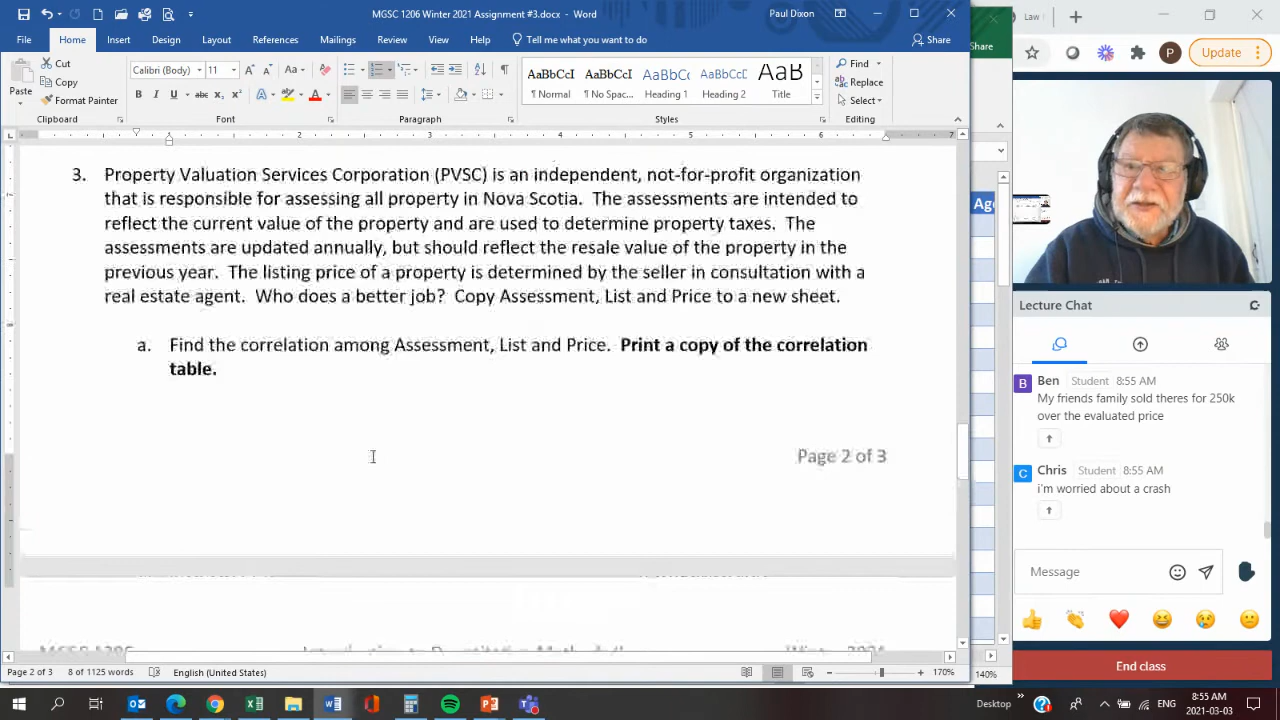 MGSC 1206 Winter 2021 Assignment #3.docx - Word
Paul Dixon
File Home Insert Design Layout References Mailings Review View Help Tell me what you want to do Share
Share
Law
Update
Paste
Cut
Copy
Format Painter
Clipboard
Calibri (Body) 11
Font
Paragraph
AaBbCcI AaBbCcI AaBbCc AaBbCcI AaB
¶ Normal ¶ No Spac... Heading 1 Heading 2 Title
Styles
Find
Replace
Select
Editing
1 2 3 4 5 6 7
3. Property Valuation Services Corporation (PVSC) is an independent, not-for-profit organization
that is responsible for assessing all property in Nova Scotia. The assessments are intended to
reflect the current value of the property and are used to determine property taxes. The
assessments are updated annually, but should reflect the resale value of the property in the
previous year. The listing price of a property is determined by the seller in consultation with a
real estate agent. Who does a better job? Copy Assessment, List and Price to a new sheet.
a. Find the correlation among Assessment, List and Price. Print a copy of the correlation
table.
Page 2 of 3
Age
Lecture Chat
B Ben Student 8:55 AM
My friends family sold theres for 250k
over the evaluated price
C Chris Student 8:55 AM
i'm worried about a crash
Message
End class
Page 2 of 3 8 of 1125 words English (United States) 170%
140%
Desktop ENG 8:55 AM
2021-03-03